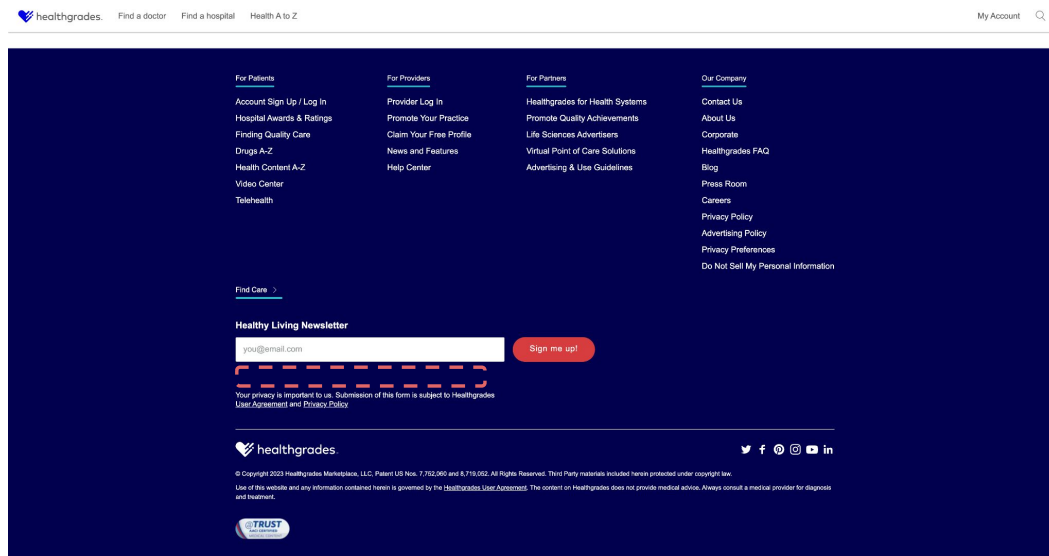 healthgrades. Find a doctor Find a hospital Health A to Z My Account
For Patients
Account Sign Up / Log In
Hospital Awards & Ratings
Finding Quality Care
Drugs A-Z
Health Content A-Z
Video Center
Telehealth
For Providers
Provider Log In
Promote Your Practice
Claim Your Free Profile
News and Features
Help Center
For Partners
Healthgrades for Health Systems
Promote Quality Achievements
Life Sciences Advertisers
Virtual Point of Care Solutions
Advertising & Use Guidelines
Our Company
Contact Us
About Us
Corporate
Healthgrades FAQ
Blog
Press Room
Careers
Privacy Policy
Advertising Policy
Privacy Preferences
Do Not Sell My Personal Information
Find Care >
Healthy Living Newsletter
you@email.com Sign me up!
Your privacy is important to us. Submission of this form is subject to Healthgrades
User Agreement and Privacy Policy
healthgrades.
© Copyright 2023 Healthgrades Marketplace, LLC, Patent US Nos. 7,752,060 and 8,719,052. All Rights Reserved. Third Party materials included herein protected under copyright law.
Use of this website and any information contained herein is governed by the Healthgrades User Agreement. The content on Healthgrades does not provide medical advice. Always consult a medical provider for diagnosis
and treatment.
@TRUST
AACI CERTIFIED
MEDICAL CONTENT